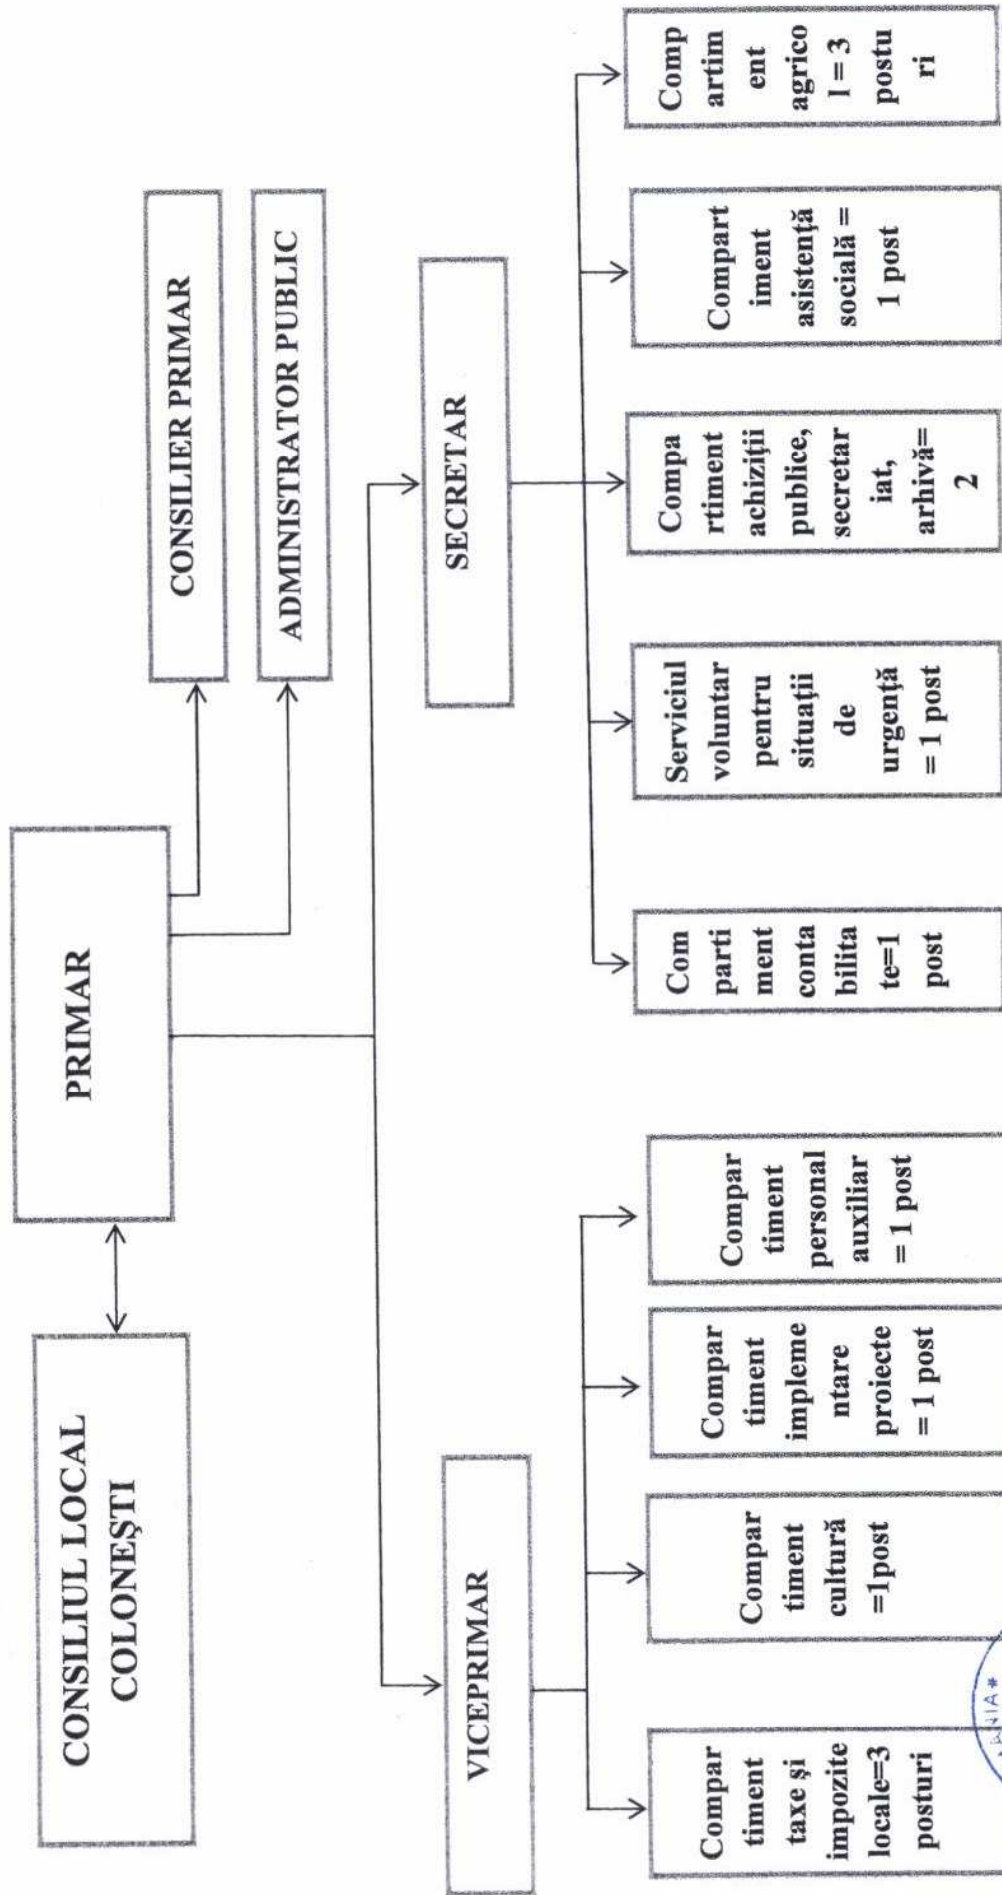 CONSILIUL LOCAL
COLONEŞTI
PRIMAR
CONSILIER PRIMAR
ADMINISTRATOR PUBLIC
VICEPRIMAR
SECRETAR
Compar
timent
taxe şi
impozite
locale=3
posturi
Compar
timent
cultură
=1post
Compar
timent
impleme
ntare
proiecte
= 1 post
Compar
timent
personal
auxiliar
= 1 post
Com
parti
ment
conta
bilita
te=1
post
Serviciul
voluntar
pentru
situaţii
de
urgenţă
= 1 post
Compa
rtiment
achiziţii
publice,
secretar
iat,
arhivă=
2
Compart
iment
asistenţă
socială =
1 post
Comp
artim
ent
agrico
l = 3
postu
ri